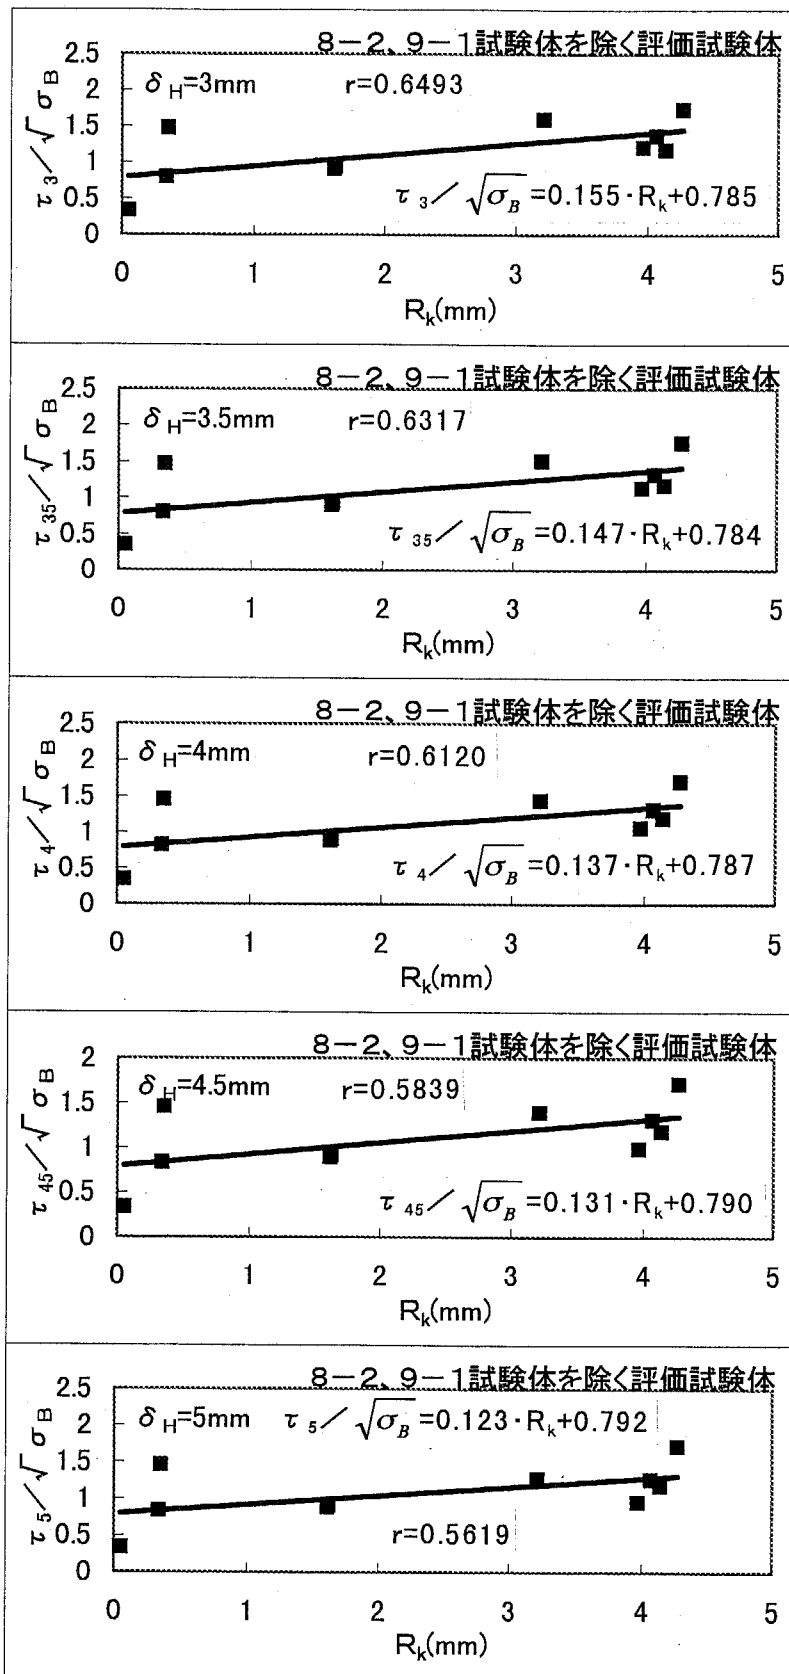 8－2、9－1試験体を除く評価試験体
δH=3mm r=0.6493
τ3／√σB
2.5
2
1.5
1
0.5
0
τ3／√σB=0.155·Rk+0.785
0 1 2 3 4 5
Rk(mm)
8－2、9－1試験体を除く評価試験体
δH=3.5mm r=0.6317
τ35／√σB
2.5
2
1.5
1
0.5
0
τ35／√σB=0.147·Rk+0.784
0 1 2 3 4 5
Rk(mm)
8－2、9－1試験体を除く評価試験体
δH=4mm r=0.6120
τ4／√σB
2.5
2
1.5
1
0.5
0
τ4／√σB=0.137·Rk+0.787
0 1 2 3 4 5
Rk(mm)
8－2、9－1試験体を除く評価試験体
δH=4.5mm r=0.5839
τ45／√σB
2
1.5
1
0.5
0
τ45／√σB=0.131·Rk+0.790
0 1 2 3 4 5
Rk(mm)
8－2、9－1試験体を除く評価試験体
δH=5mm τ5／√σB=0.123·Rk+0.792
τ5／√σB
2.5
2
1.5
1
0.5
0
r=0.5619
0 1 2 3 4 5
Rk(mm)